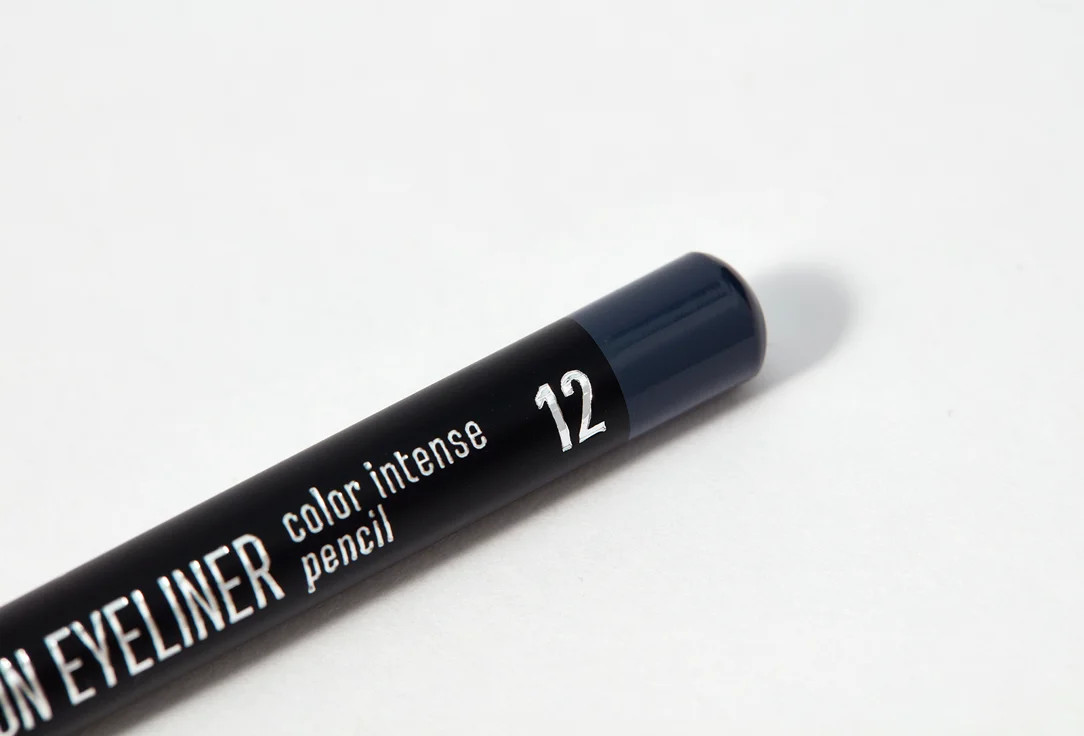 ON EYELINER
color intense
pencil
12